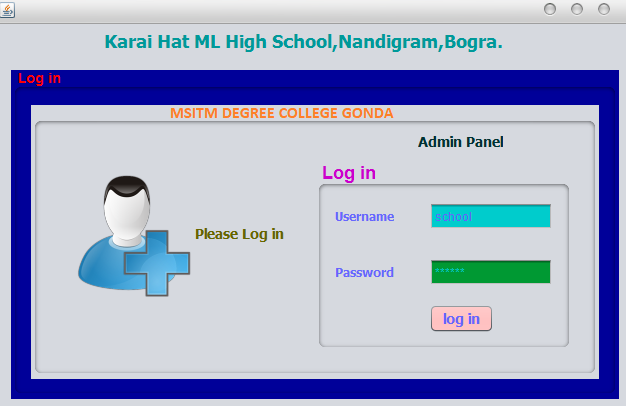 Karai Hat ML High School,Nandigram,Bogra.
Log in
MSITM DEGREE COLLEGE GONDA
Admin Panel
Log in
Please Log in
Username school
Password ******
log in